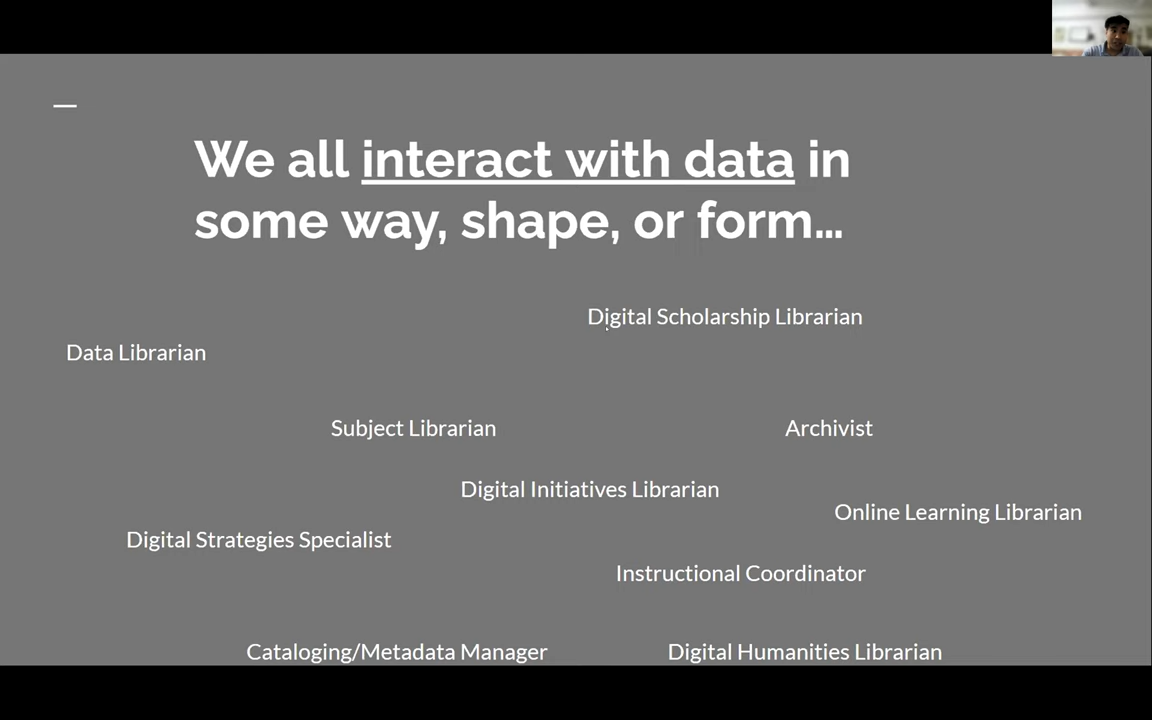 We all interact with data in
some way, shape, or form...
Digital Scholarship Librarian
Data Librarian
Subject Librarian
Archivist
Digital Initiatives Librarian
Online Learning Librarian
Digital Strategies Specialist
Instructional Coordinator
Cataloging/Metadata Manager
Digital Humanities Librarian